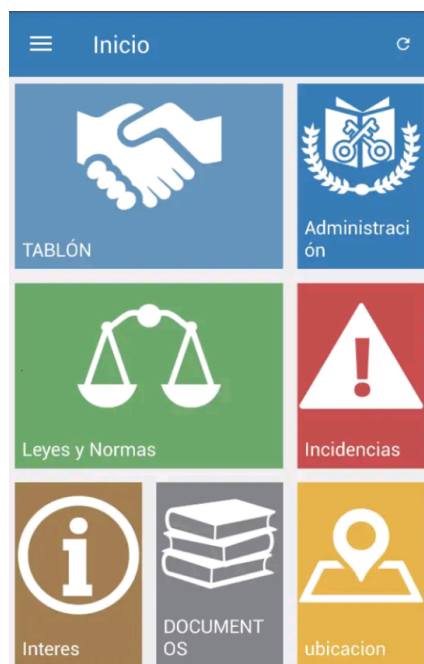 Inicio
TABLÓN
Administraci
ón
Leyes y Normas
Incidencias
Interes
DOCUMENT
OS
ubicacion